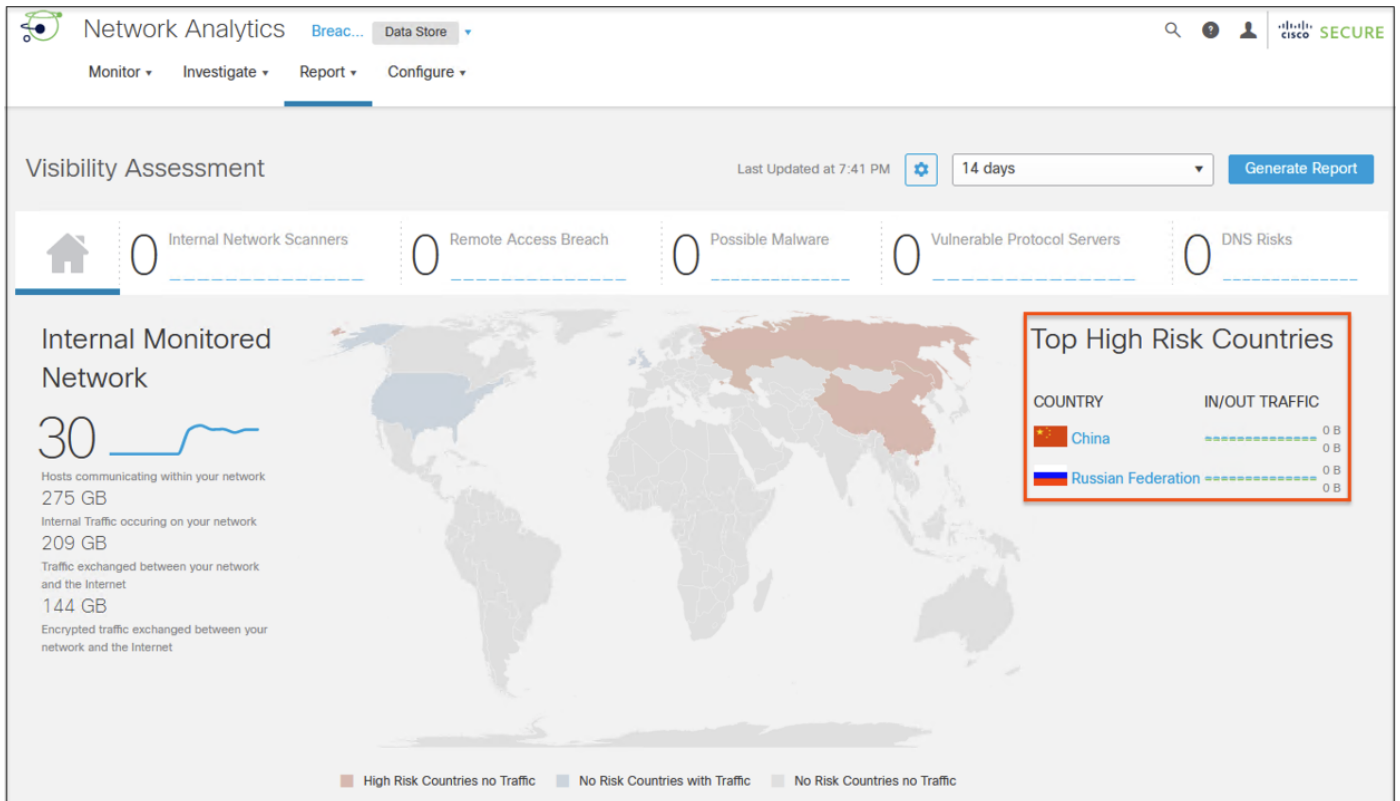 Network Analytics Breac... Data Store
cisco SECURE
Monitor Investigate Report Configure
Visibility Assessment
Last Updated at 7:41 PM
14 days
Generate Report
0 Internal Network Scanners
0 Remote Access Breach
0 Possible Malware
0 Vulnerable Protocol Servers
0 DNS Risks
Internal Monitored
Network
30
Hosts communicating within your network
275 GB
Internal Traffic occuring on your network
209 GB
Traffic exchanged between your network
and the Internet
144 GB
Encrypted traffic exchanged between your
network and the Internet
Top High Risk Countries
COUNTRY IN/OUT TRAFFIC
China 0 B
0 B
Russian Federation 0 B
0 B
High Risk Countries no Traffic No Risk Countries with Traffic No Risk Countries no Traffic